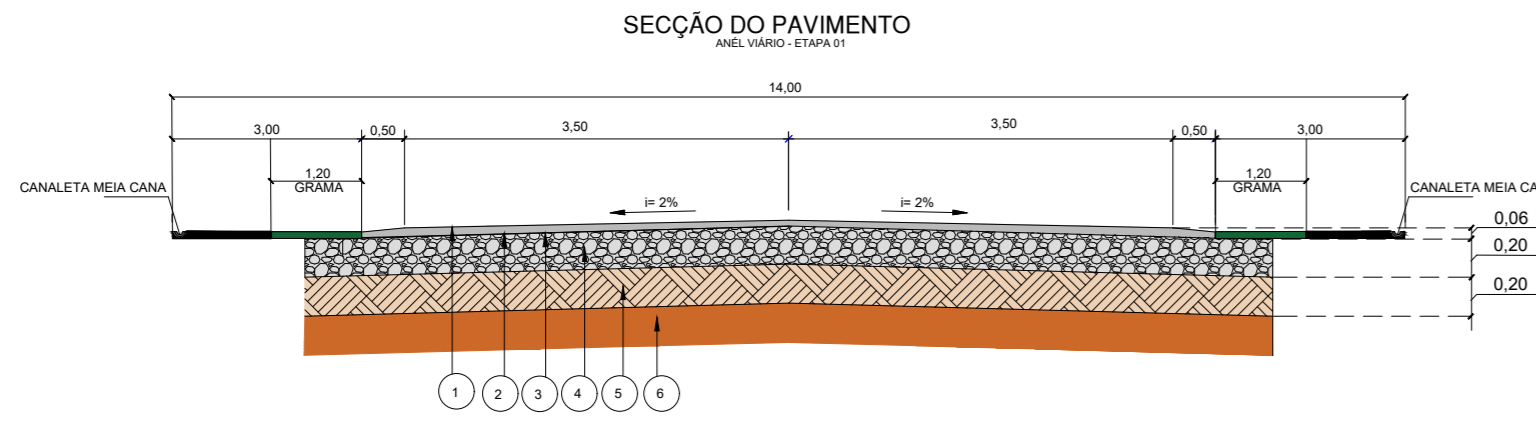 SECÇÃO DO PAVIMENTO
ANÉL VIÁRIO - ETAPA 01
14,00
3,00
0,50
3,50
3,50
0,50
3,00
1,20
GRAMA
1,20
GRAMA
CANALETA MEIA CANA
CANALETA MEIA CA
i= 2%
i= 2%
0,06
0,20
0,20
1
2
3
4
5
6